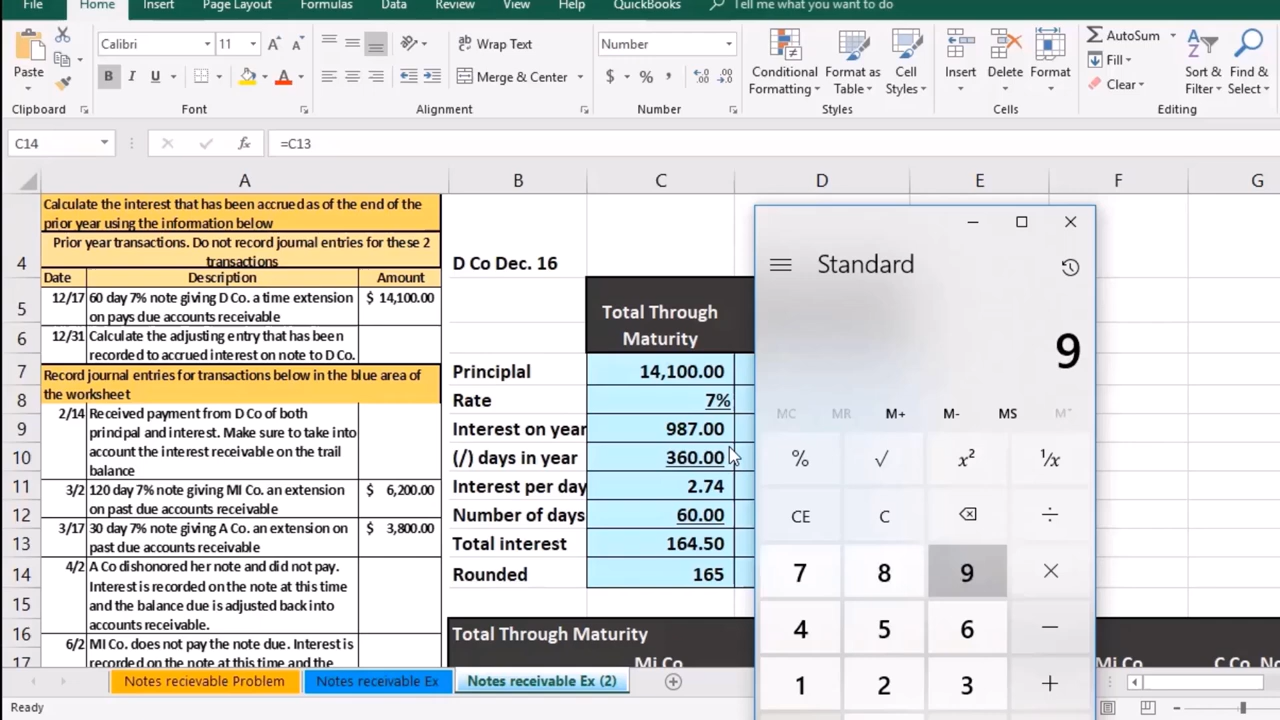 File Home Insert Page Layout Formulas Data Review View Help QuickBooks Tell me what you want to do
Paste
Calibri 11 A A
Wrap Text
Number
B I U A
Merge & Center
$ % ,
Conditional Formatting
Format as Table
Cell Styles
Insert Delete Format
AutoSum
Fill
Clear
Sort & Filter
Find & Select
Clipboard Font Alignment Number Styles Cells Editing
C14 fx =C13
A B C D E F G
Calculate the interest that has been accrued as of the end of the
prior year using the information below
Prior year transactions. Do not record journal entries for these 2
transactions
Date Description Amount
12/17 60 day 7% note giving D Co. a time extension $ 14,100.00
on pays due accounts receivable
12/31 Calculate the adjusting entry that has been
recorded to accrued interest on note to D Co.
Record journal entries for transactions below in the blue area of
the worksheet
2/14 Received payment from D Co of both
principal and interest. Make sure to take into
account the interest receivable on the trail
balance
3/2 120 day 7% note giving MI Co. an extension $ 6,200.00
on past due accounts receivable
3/17 30 day 7% note giving A Co. an extension on $ 3,800.00
past due accounts receivable
4/2 A Co dishonored her note and did not pay.
Interest is recorded on the note at this time
and the balance due is adjusted back into
accounts receivable.
6/2 MI Co. does not pay the note due. Interest is
recorded on the note at this time and the
4 D Co Dec. 16
5 Total Through
6 Maturity
7 Principlal 14,100.00
8 Rate 7%
9 Interest on year 987.00
10 (/) days in year 360.00
11 Interest per day 2.74
12 Number of days 60.00
13 Total interest 164.50
14 Rounded 165
15
16 Total Through Maturity
17 Mi Co Mi Co C Co. No
Standard
9
MC MR M+ M- MS M˅
% √ x² ¹/x
CE C ⌫ ÷
7 8 9 ×
4 5 6 −
1 2 3 +
Notes recievable Problem Notes receivable Ex Notes receivable Ex (2)
Ready